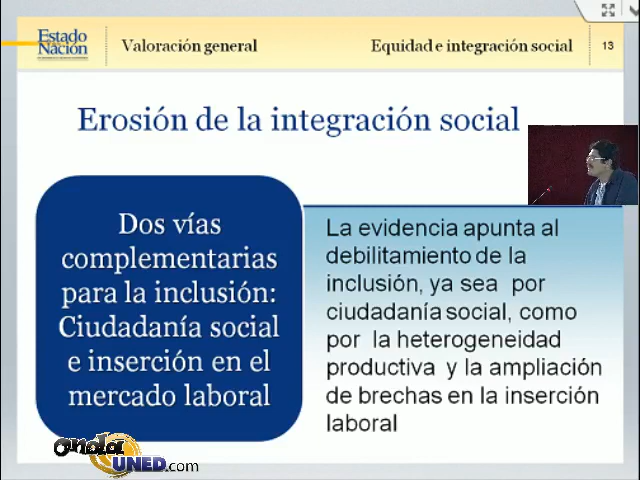 Estado
Nación
Valoración general
Equidad e integración social
13
Erosión de la integración social
Dos vías
complementarias
para la inclusión:
Ciudadanía social
e inserción en el
mercado laboral
La evidencia apunta al
debilitamiento de la
inclusión, ya sea por
ciudadanía social, como
por la heterogeneidad
productiva y la ampliación
de brechas en la inserción
laboral
onda
UNED.com